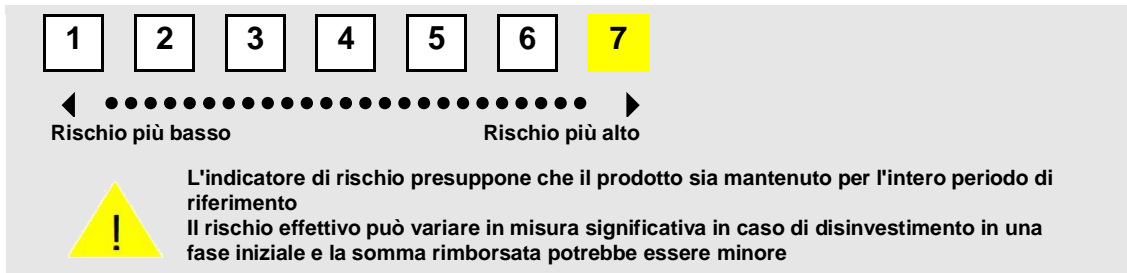 1 2 3 4 5 6 7
Rischio più basso Rischio più alto
L'indicatore di rischio presuppone che il prodotto sia mantenuto per l'intero periodo di
riferimento
Il rischio effettivo può variare in misura significativa in caso di disinvestimento in una
fase iniziale e la somma rimborsata potrebbe essere minore
!